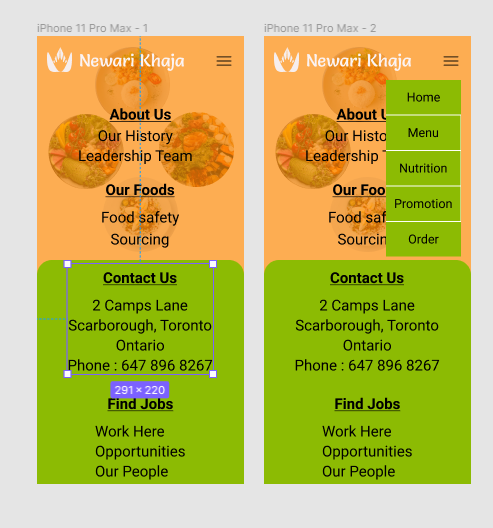 iPhone 11 Pro Max - 1
Newari Khaja
About Us
Our History
Leadership Team
Our Foods
Food safety
Sourcing
Contact Us
2 Camps Lane
Scarborough, Toronto
Ontario
Phone : 647 896 8267
291 × 220
Find Jobs
Work Here
Opportunities
Our People
iPhone 11 Pro Max - 2
Newari Khaja
Home
About U
Menu
Our Histo
Leadership T
Nutrition
Our Foo
Promotion
Food saf
Order
Sourcin
Contact Us
2 Camps Lane
Scarborough, Toronto
Ontario
Phone : 647 896 8267
Find Jobs
Work Here
Opportunities
Our People